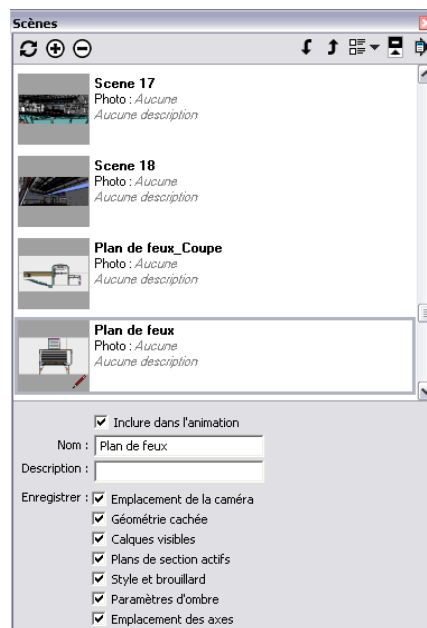 Scènes
Scene 17
Photo : Aucune
Aucune description
Scene 18
Photo : Aucune
Aucune description
Plan de feux_Coupe
Photo : Aucune
Aucune description
Plan de feux
Photo : Aucune
Aucune description
Inclure dans l'animation
Nom : Plan de feux
Description :
Enregistrer : Emplacement de la caméra
Géométrie cachée
Calques visibles
Plans de section actifs
Style et brouillard
Paramètres d'ombre
Emplacement des axes